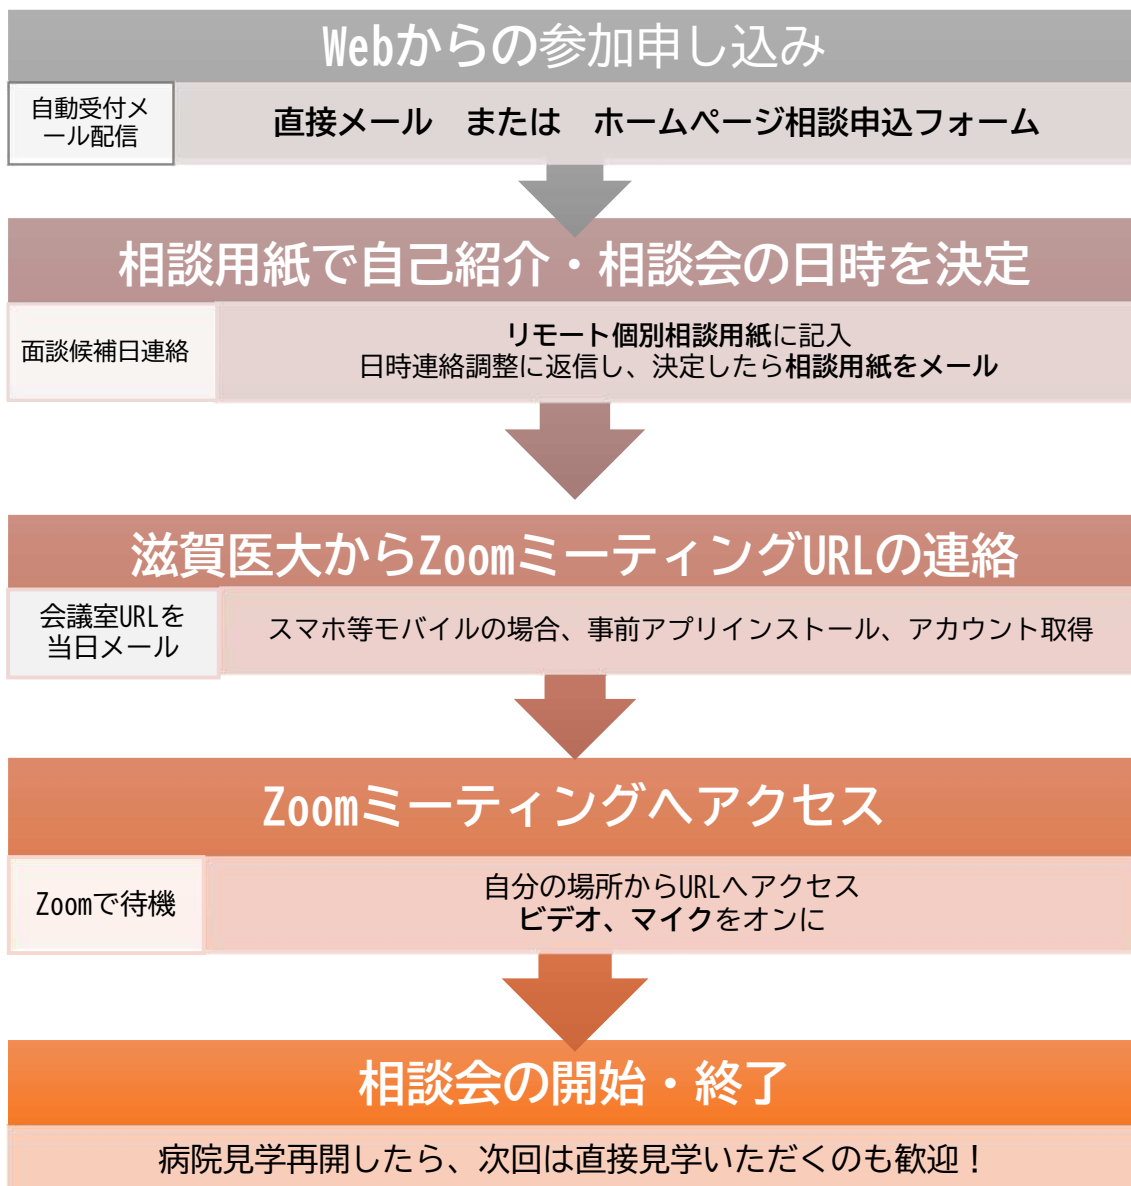 Webからの参加申し込み
自動受付メ
ール配信
直接メール　または　ホームページ相談申込フォーム
相談用紙で自己紹介・相談会の日時を決定
面談候補日連絡
リモート個別相談用紙に記入
日時連絡調整に返信し、決定したら相談用紙をメール
滋賀医大からZoomミーティングURLの連絡
会議室URLを
当日メール
スマホ等モバイルの場合、事前アプリインストール、アカウント取得
Zoomミーティングへアクセス
Zoomで待機
自分の場所からURLへアクセス
ビデオ、マイクをオンに
相談会の開始・終了
病院見学再開したら、次回は直接見学いただくのも歓迎！